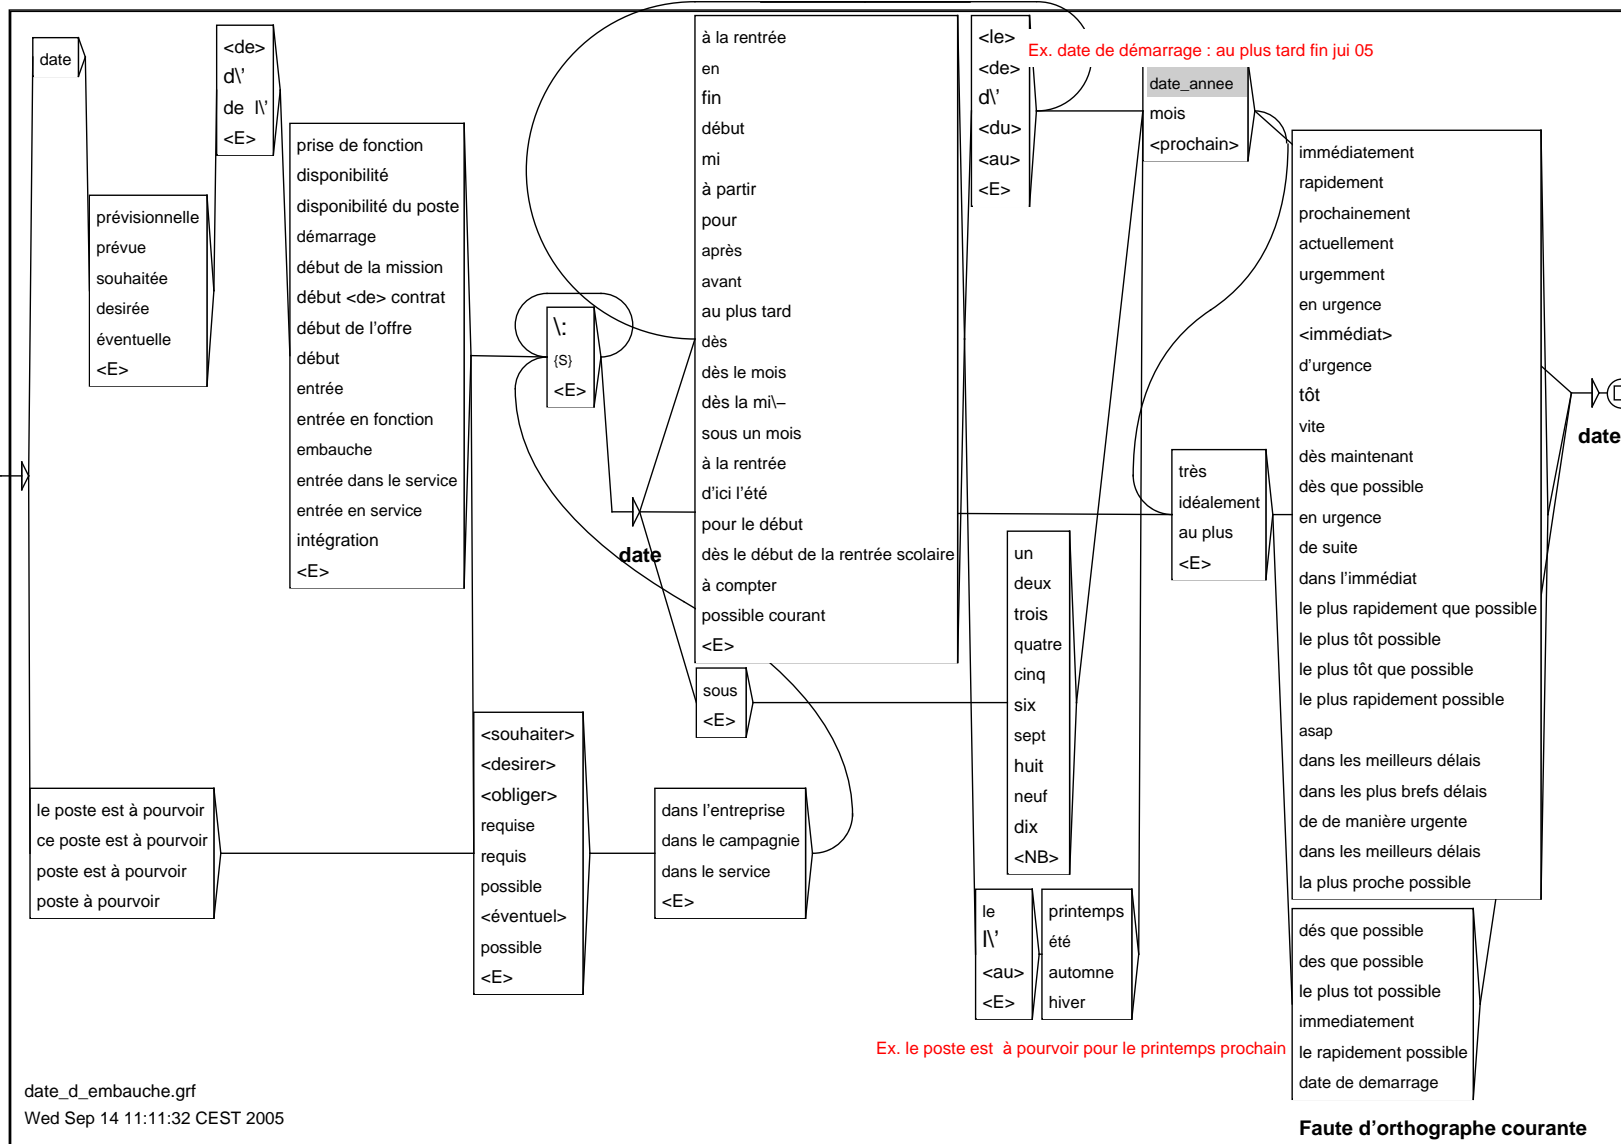 date
prévisionnelle
prévue
souhaitée
desirée
éventuelle
<E>
<de>
d\'
de l\'
<E>
prise de fonction
disponibilité
disponibilité du poste
démarrage
début de la mission
début <de> contrat
début de l'offre
début
entrée
entrée en fonction
embauche
entrée dans le service
entrée en service
intégration
<E>
\:
{S}
<E>
date
à la rentrée
en
fin
début
mi
à partir
pour
après
avant
au plus tard
dès
dès le mois
dès la mi\–
sous un mois
à la rentrée
d'ici l'été
pour le début
dès le début de la rentrée scolaire
à compter
possible courant
<E>
sous
<E>
<le>
<de>
d\'
<du>
<au>
<E>
Ex. date de démarrage : au plus tard fin jui 05
date_annee
mois
<prochain>
un
deux
trois
quatre
cinq
six
sept
huit
neuf
dix
<NB>
le
l\'
<au>
<E>
printemps
été
automne
hiver
Ex. le poste est à pourvoir pour le printemps prochain
très
idéalement
au plus
<E>
immédiatement
rapidement
prochainement
actuellement
urgemment
en urgence
<immédiat>
d'urgence
tôt
vite
dès maintenant
dès que possible
en urgence
de suite
dans l'immédiat
le plus rapidement que possible
le plus tôt possible
le plus tôt que possible
le plus rapidement possible
asap
dans les meilleurs délais
dans les plus brefs délais
de de manière urgente
dans les meilleurs délais
la plus proche possible
dés que possible
des que possible
le plus tot possible
immediatement
le rapidement possible
date de demarrage
Faute d'orthographe courante
date
le poste est à pourvoir
ce poste est à pourvoir
poste est à pourvoir
poste à pourvoir
<souhaiter>
<desirer>
<obliger>
requise
requis
possible
<éventuel>
possible
<E>
dans l'entreprise
dans le campagnie
dans le service
<E>
date_d_embauche.grf
Wed Sep 14 11:11:32 CEST 2005